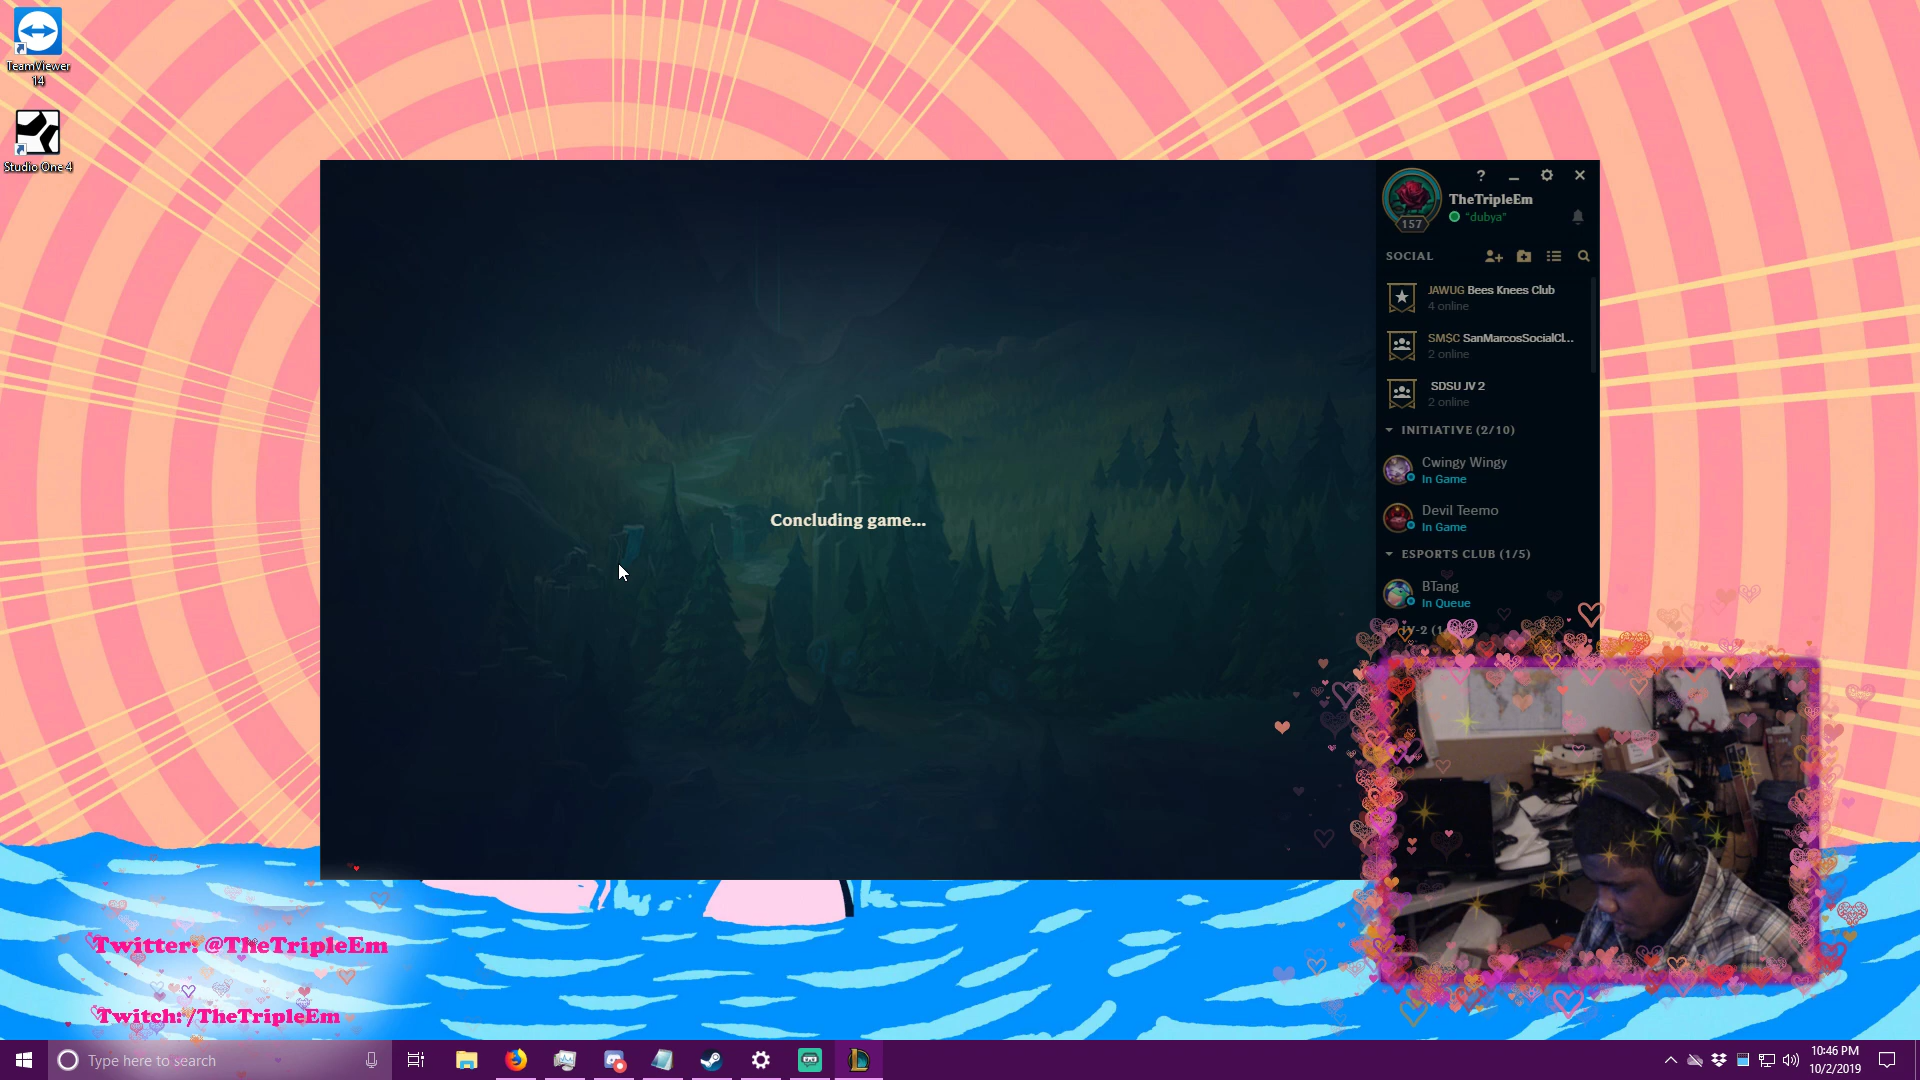 TeamViewer
14
Studio One 4
TheTripleEm
"dubya"
157
SOCIAL
JAWUG Bees Knees Club
4 online
SM$C SanMarcosSocialCl...
2 online
SDSU JV 2
2 online
INITIATIVE (2/10)
Cwingy Wingy
In Game
Devil Teemo
In Game
ESPORTS CLUB (1/5)
BTang
In Queue
Concluding game...
Twitter: @TheTripleEm
Twitch:/TheTripleEm
Type here to search
10:46 PM
10/2/2019